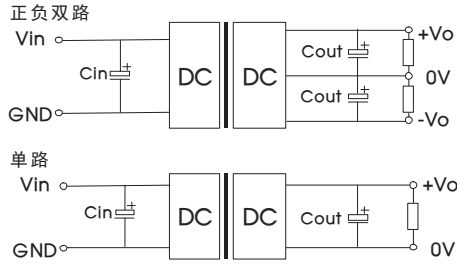 正负双路
Vin
Cin
+
DC
DC
Cout
+
Cout
+
+Vo
0V
-Vo
GND
单路
Vin
Cin
+
DC
DC
Cout
+
+Vo
0V
GND